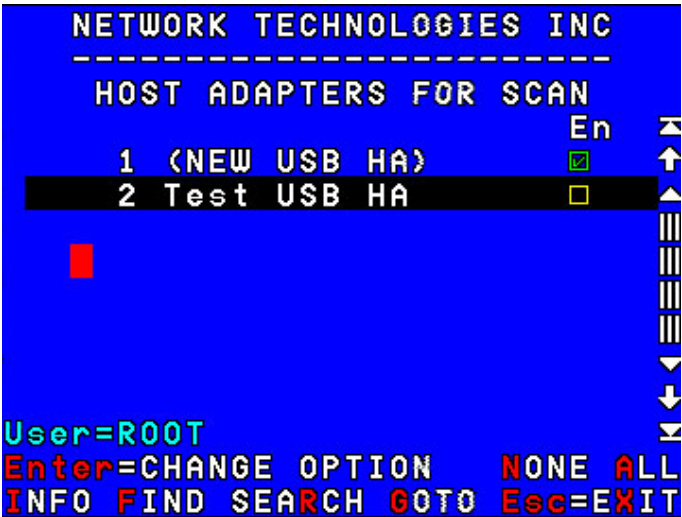 NETWORK TECHNOLOGIES INC
--------------------------
HOST ADAPTERS FOR SCAN
En
1 (NEW USB HA)
2 Test USB HA
User=ROOT
Enter=CHANGE OPTION NONE ALL
INFO FIND SEARCH GOTO Esc=EXIT